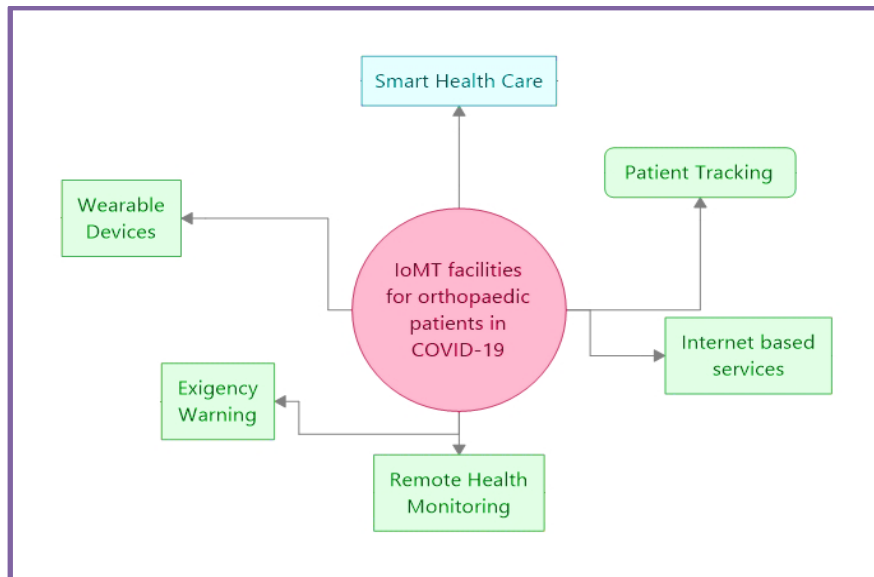 Smart Health Care
Patient Tracking
Wearable
Devices
IoMT facilities
for orthopaedic
patients in
COVID-19
Internet based
services
Exigency
Warning
Remote Health
Monitoring